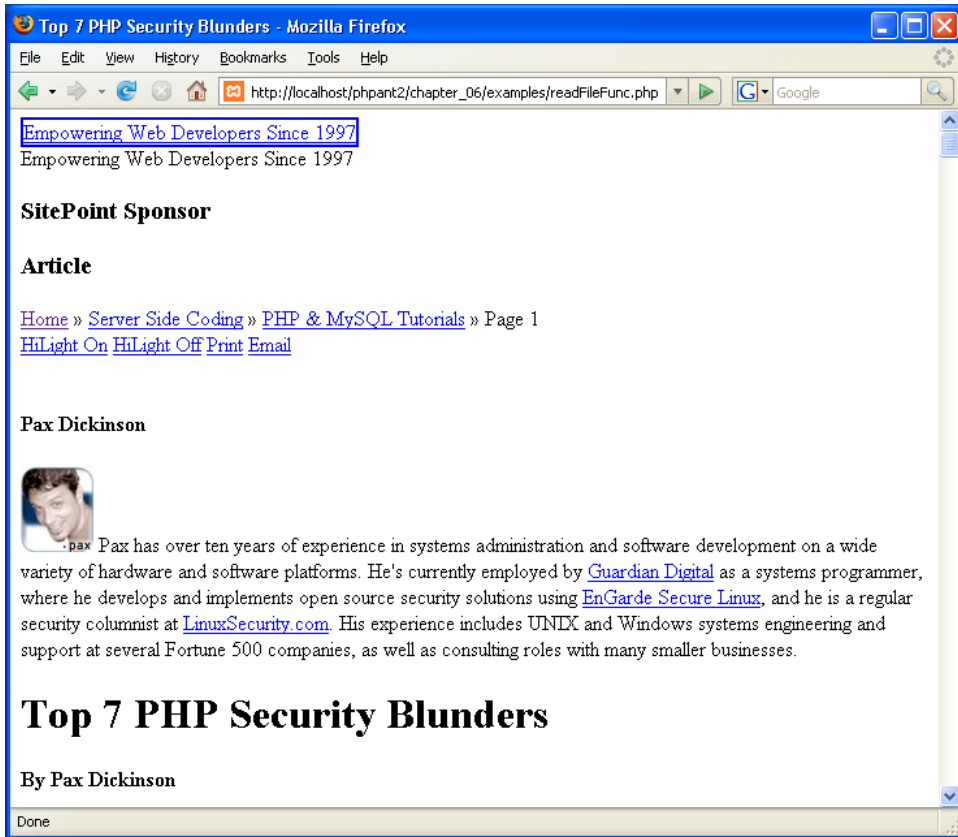 Top 7 PHP Security Blunders - Mozilla Firefox
File Edit View History Bookmarks Tools Help
http://localhost/phpant2/chapter_06/examples/readFileFunc.php G Google
Empowering Web Developers Since 1997
Empowering Web Developers Since 1997
SitePoint Sponsor
Article
Home » Server Side Coding » PHP & MySQL Tutorials » Page 1
HiLight On HiLight Off Print Email
Pax Dickinson
.pax Pax has over ten years of experience in systems administration and software development on a wide
variety of hardware and software platforms. He's currently employed by Guardian Digital as a systems programmer,
where he develops and implements open source security solutions using EnGarde Secure Linux, and he is a regular
security columnist at LinuxSecurity.com. His experience includes UNIX and Windows systems engineering and
support at several Fortune 500 companies, as well as consulting roles with many smaller businesses.
Top 7 PHP Security Blunders
By Pax Dickinson
Done